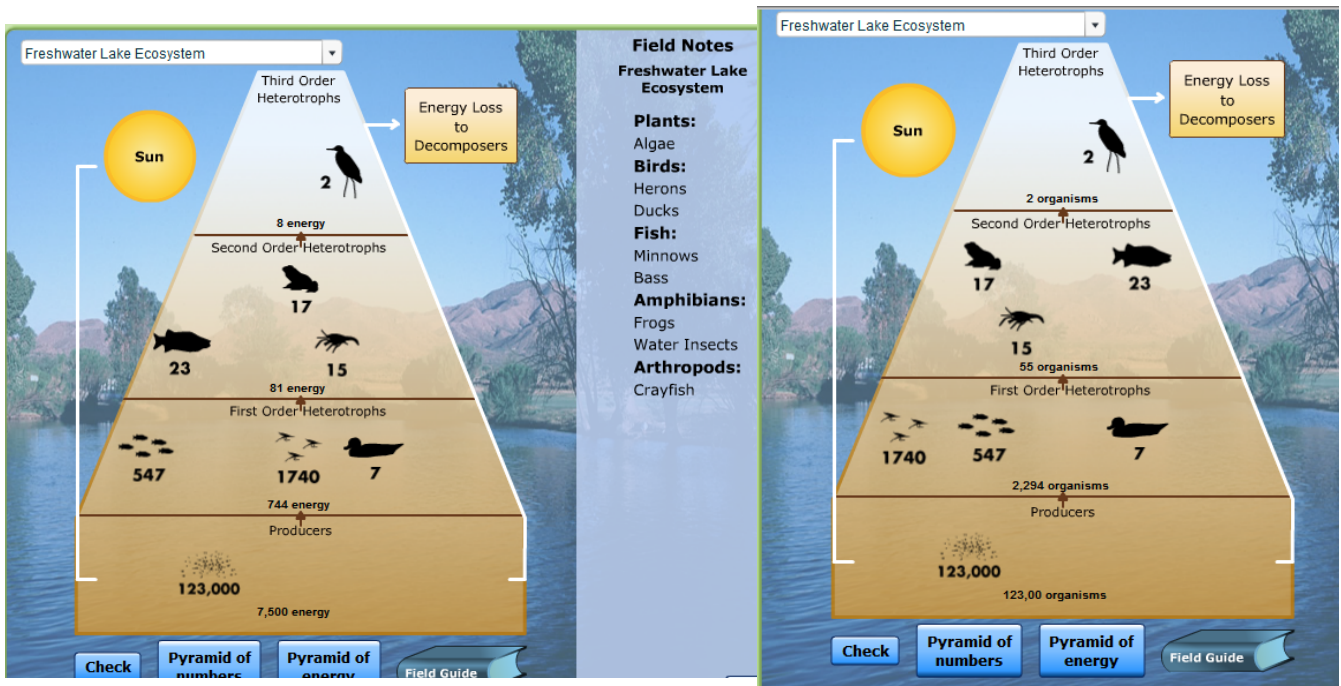 Freshwater Lake Ecosystem
Third Order
Heterotrophs
Sun
Energy Loss
to
Decomposers
2
8 energy
Second Order Heterotrophs
17
23
15
81 energy
First Order Heterotrophs
547
1740
7
744 energy
Producers
123,000
7,500 energy
Check
Pyramid of
numbers
Pyramid of
energy
Field Guide
Field Notes
Freshwater Lake
Ecosystem
Plants:
Algae
Birds:
Herons
Ducks
Fish:
Minnows
Bass
Amphibians:
Frogs
Water Insects
Arthropods:
Crayfish
Freshwater Lake Ecosystem
Third Order
Heterotrophs
Sun
Energy Loss
to
Decomposers
2
2 organisms
Second Order Heterotrophs
17
23
15
55 organisms
First Order Heterotrophs
1740
547
7
2,294 organisms
Producers
123,000
123,00 organisms
Check
Pyramid of
numbers
Pyramid of
energy
Field Guide